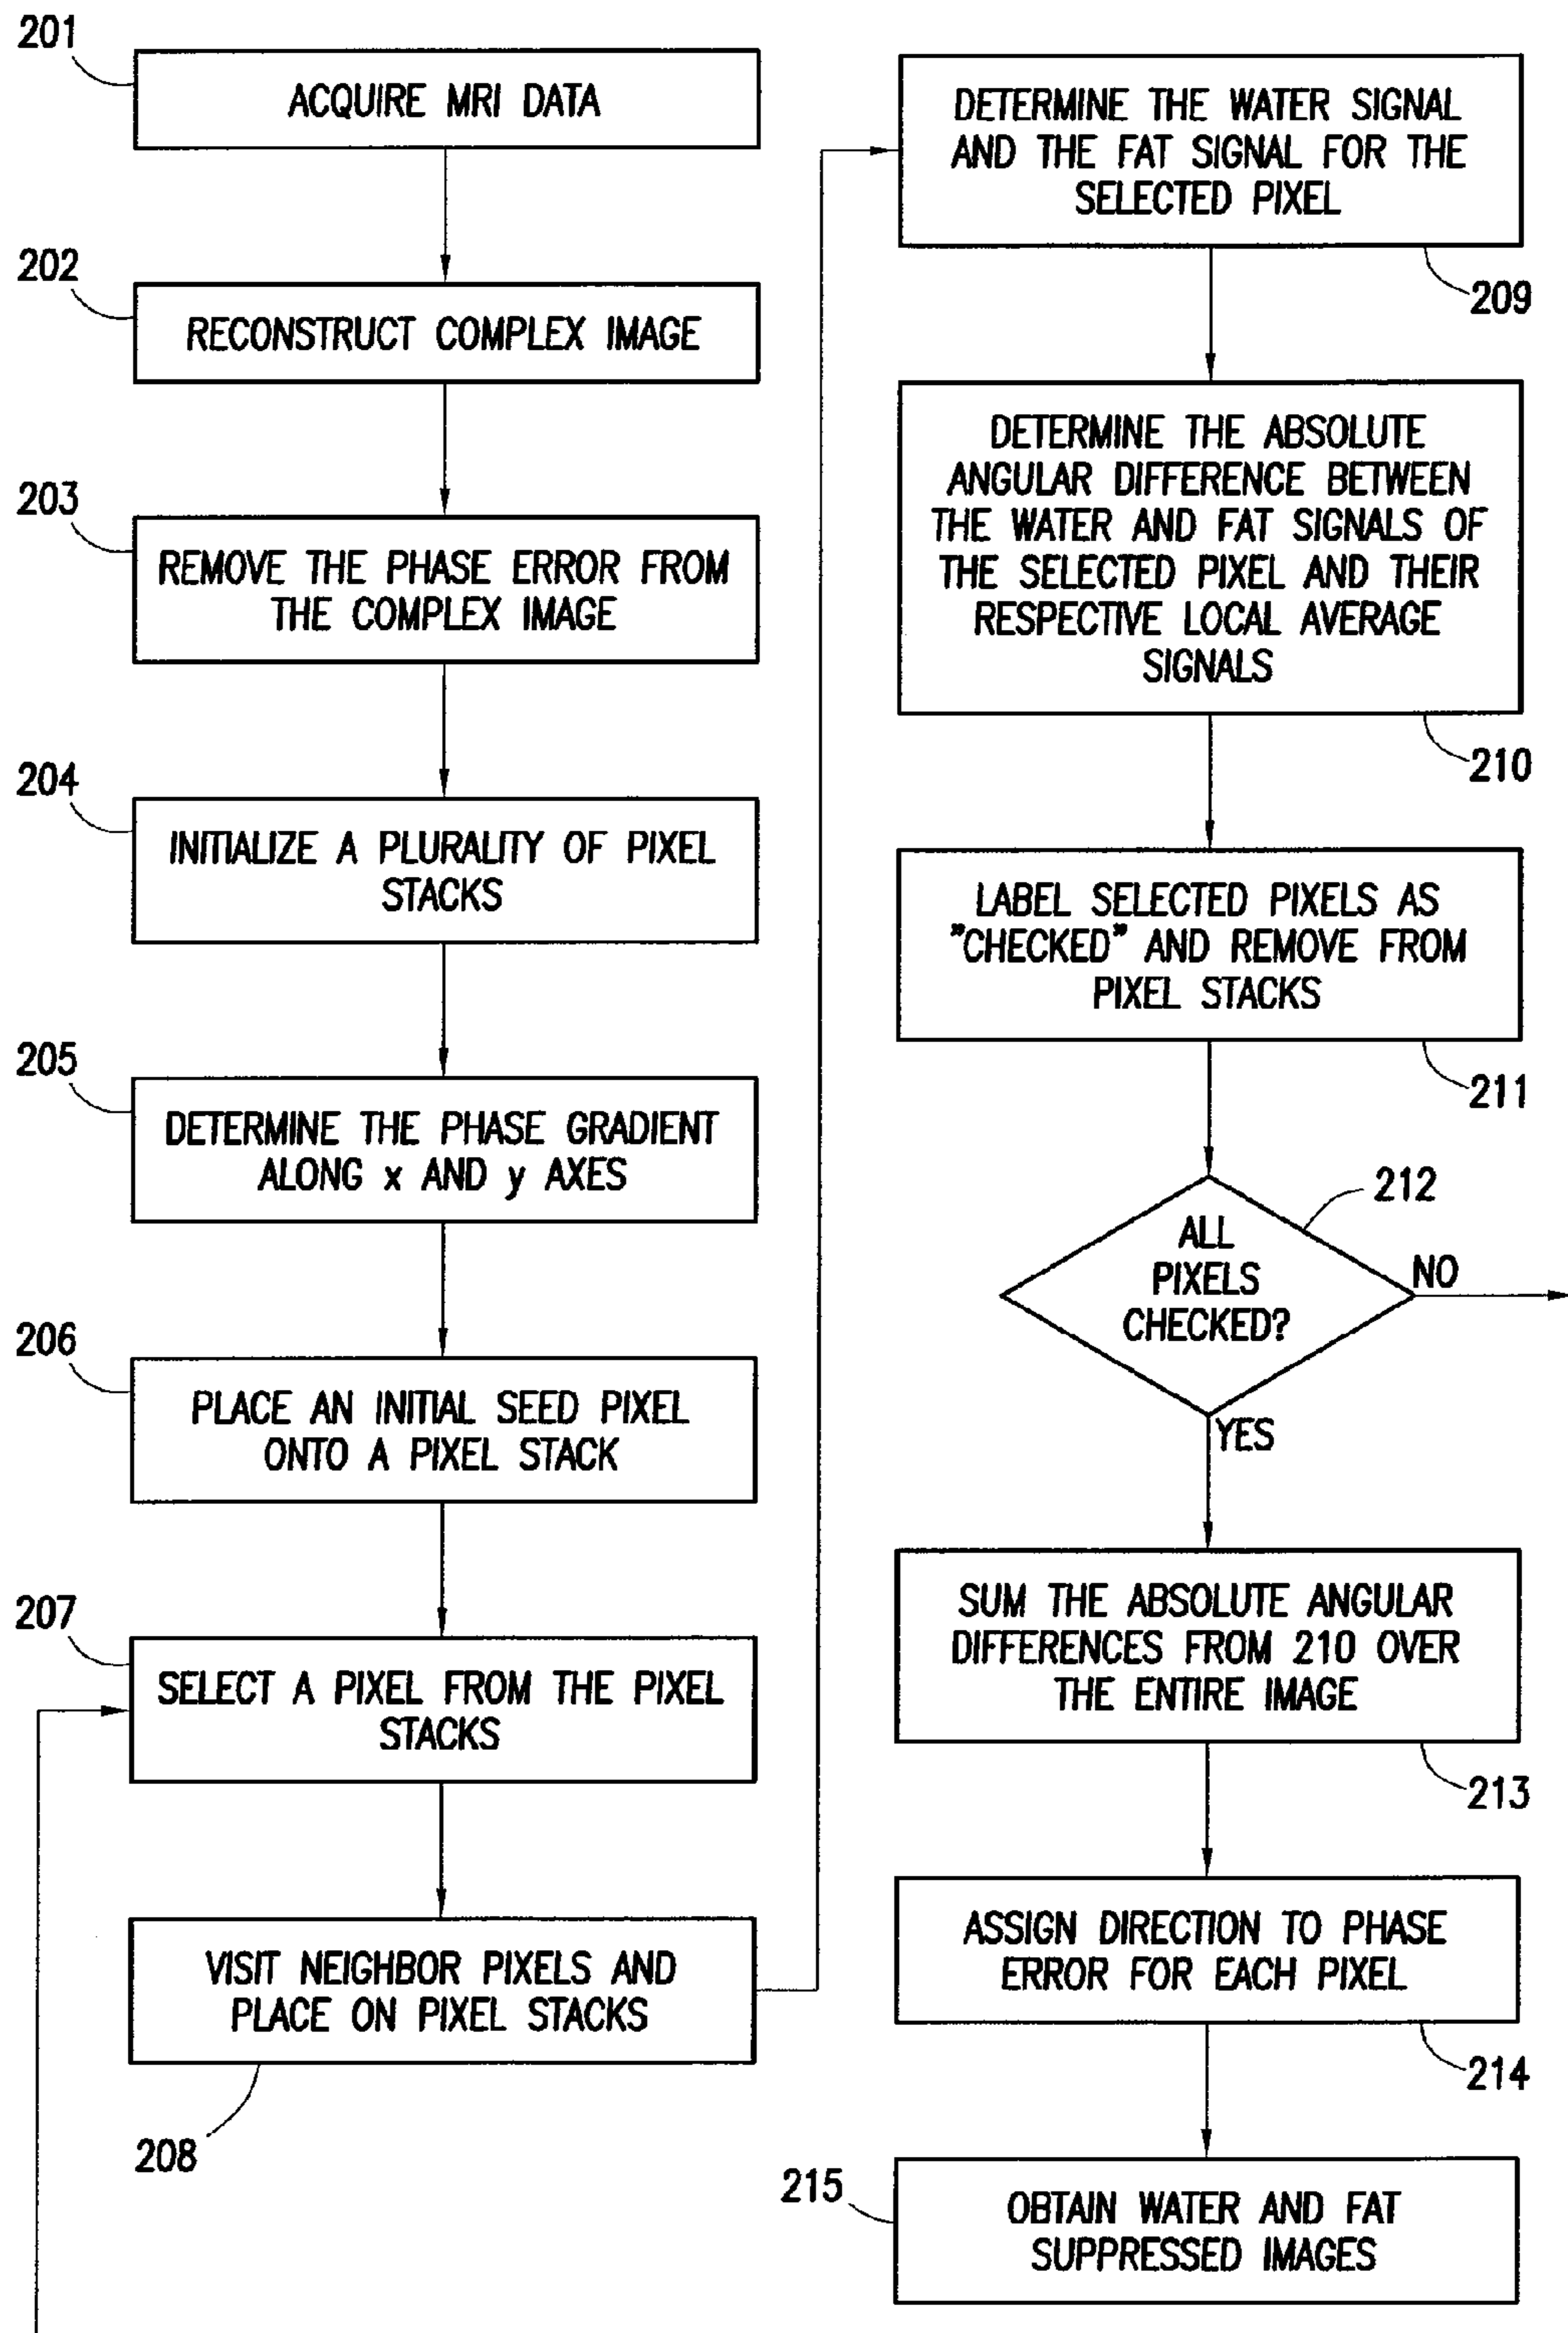 201
ACQUIRE MRI DATA
202
RECONSTRUCT COMPLEX IMAGE
203
REMOVE THE PHASE ERROR FROM
THE COMPLEX IMAGE
204
INITIALIZE A PLURALITY OF PIXEL
STACKS
205
DETERMINE THE PHASE GRADIENT
ALONG x AND y AXES
206
PLACE AN INITIAL SEED PIXEL
ONTO A PIXEL STACK
207
SELECT A PIXEL FROM THE PIXEL
STACKS
VISIT NEIGHBOR PIXELS AND
PLACE ON PIXEL STACKS
208
DETERMINE THE WATER SIGNAL
AND THE FAT SIGNAL FOR THE
SELECTED PIXEL
209
DETERMINE THE ABSOLUTE
ANGULAR DIFFERENCE BETWEEN
THE WATER AND FAT SIGNALS OF
THE SELECTED PIXEL AND THEIR
RESPECTIVE LOCAL AVERAGE
SIGNALS
210
LABEL SELECTED PIXELS AS
"CHECKED" AND REMOVE FROM
PIXEL STACKS
211
212
ALL
PIXELS
CHECKED?
NO
YES
SUM THE ABSOLUTE ANGULAR
DIFFERENCES FROM 210 OVER
THE ENTIRE IMAGE
213
ASSIGN DIRECTION TO PHASE
ERROR FOR EACH PIXEL
214
215
OBTAIN WATER AND FAT
SUPPRESSED IMAGES